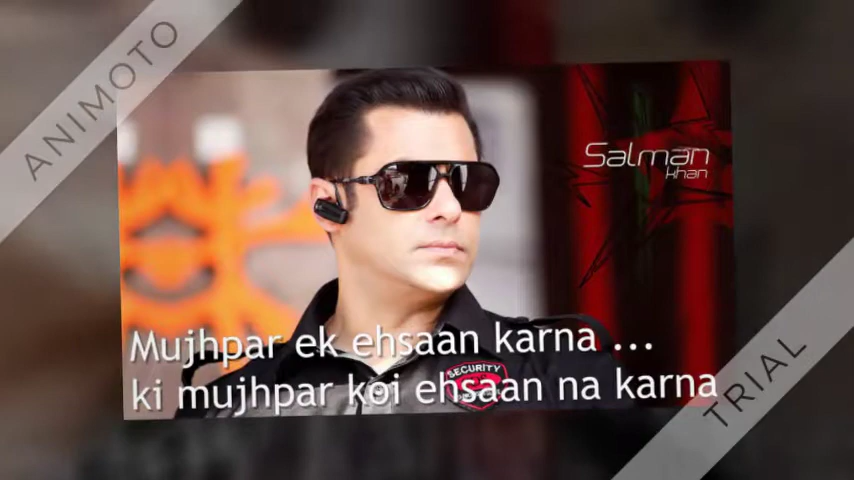 ANIMOTO
Salman
khan
Mujhpar ek ehsaan karna ...
ki mujhpar koi ehsaan na karna
SECURITY
TRIAL